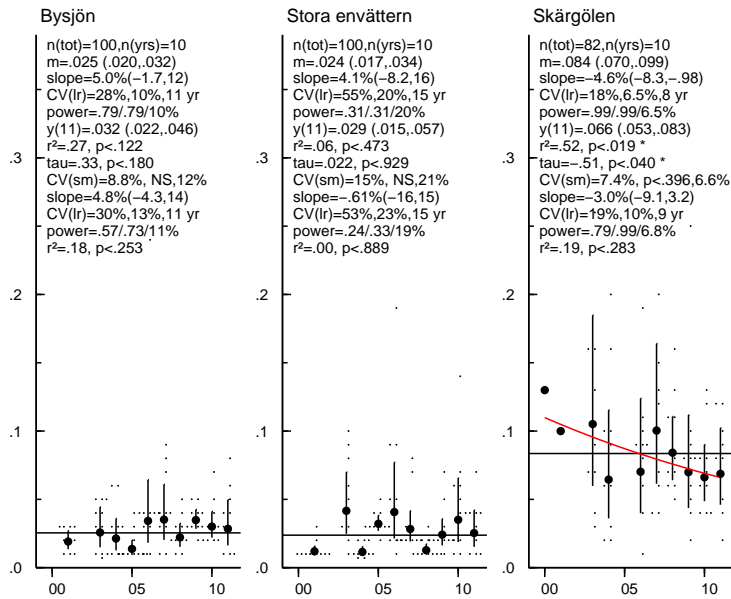 Bysjön
n(tot)=100,n(yrs)=10
m=.025 (.020,.032)
slope=5.0%(−1.7,12)
CV(lr)=28%,10%,11 yr
power=.79/.79/10%
y(11)=.032 (.022,.046)
r²=.27, p<.122
tau=.33, p<.180
CV(sm)=8.8%, NS,12%
slope=4.8%(−4.3,14)
CV(lr)=30%,13%,11 yr
power=.57/.73/11%
r²=.18, p<.253
.3
.2
.1
.0
00
05
10
Stora envättern
n(tot)=100,n(yrs)=10
m=.024 (.017,.034)
slope=4.1%(−8.2,16)
CV(lr)=55%,20%,15 yr
power=.31/.31/20%
y(11)=.029 (.015,.057)
r²=.06, p<.473
tau=.022, p<.929
CV(sm)=15%, NS,21%
slope=−.61%(−16,15)
CV(lr)=53%,23%,15 yr
power=.24/.33/19%
r²=.00, p<.889
.3
.2
.1
.0
00
05
10
Skärgölen
n(tot)=82,n(yrs)=10
m=.084 (.070,.099)
slope=−4.6%(−8.3,−.98)
CV(lr)=18%,6.5%,8 yr
power=.99/.99/6.5%
y(11)=.066 (.053,.083)
r²=.52, p<.019 *
tau=−.51, p<.040 *
CV(sm)=7.4%, p<.396,6.6%
slope=−3.0%(−9.1,3.2)
CV(lr)=19%,10%,9 yr
power=.79/.99/6.8%
r²=.19, p<.283
.3
.2
.1
.0
00
05
10